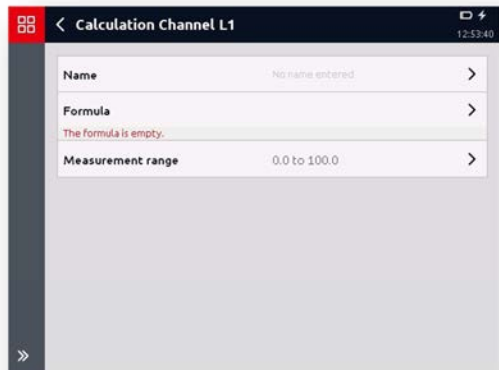 Calculation Channel L1
12:53:40
Name
No name entered
Formula
The formula is empty.
Measurement range
0.0 to 100.0